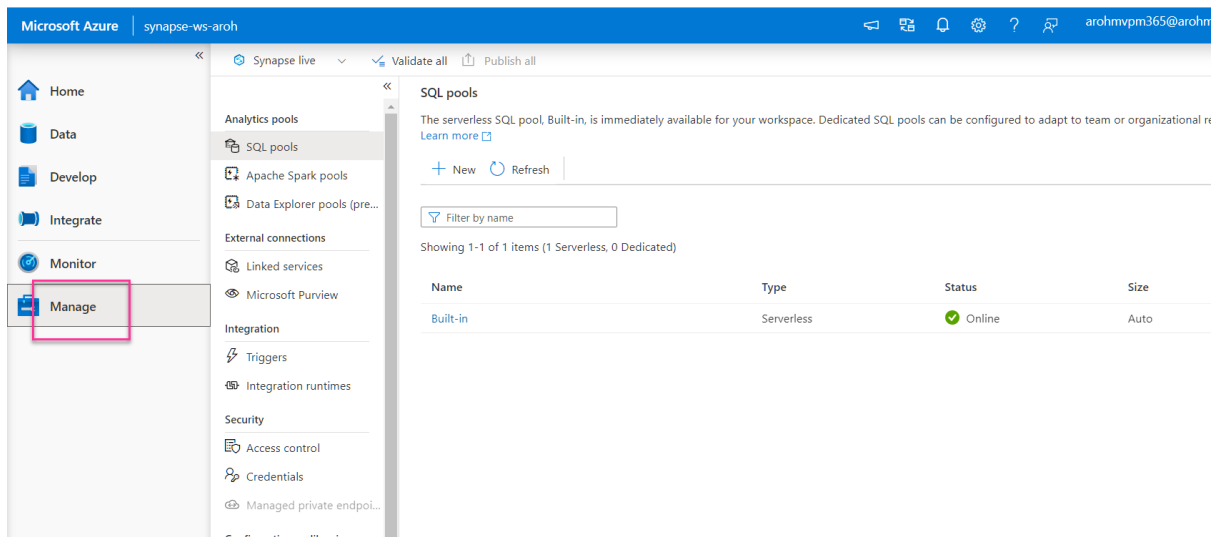 Microsoft Azure synapse-ws-aroh
arohmvpm365@arohm
Synapse live Validate all Publish all
Home
Data
Develop
Integrate
Monitor
Manage
Analytics pools
SQL pools
Apache Spark pools
Data Explorer pools (pre...
External connections
Linked services
Microsoft Purview
Integration
Triggers
Integration runtimes
Security
Access control
Credentials
Managed private endpoi...
SQL pools
The serverless SQL pool, Built-in, is immediately available for your workspace. Dedicated SQL pools can be configured to adapt to team or organizational re
Learn more
New Refresh
Filter by name
Showing 1-1 of 1 items (1 Serverless, 0 Dedicated)
Name Type Status Size
Built-in Serverless Online Auto